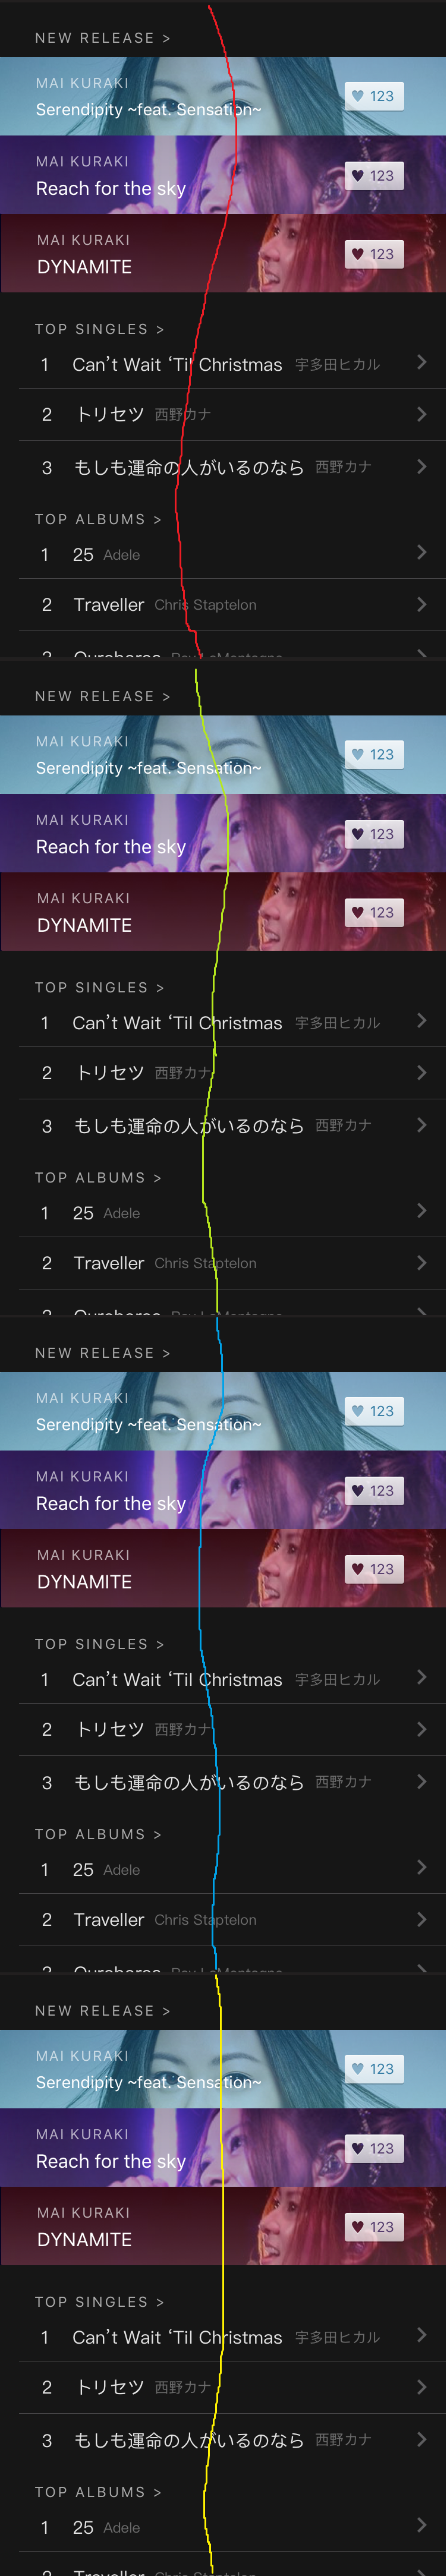 NEW RELEASE >
MAI KURAKI
Serendipity ~feat. Sensation~
123
MAI KURAKI
Reach for the sky
123
MAI KURAKI
DYNAMITE
123
TOP SINGLES >
1 Can't Wait 'Til Christmas 宇多田ヒカル
2 トリセツ 西野カナ
3 もしも運命の人がいるのなら 西野カナ
TOP ALBUMS >
1 25 Adele
2 Traveller Chris Staptelon
NEW RELEASE >
MAI KURAKI
Serendipity ~feat. Sensation~
123
MAI KURAKI
Reach for the sky
123
MAI KURAKI
DYNAMITE
123
TOP SINGLES >
1 Can't Wait 'Til Christmas 宇多田ヒカル
2 トリセツ 西野カナ
3 もしも運命の人がいるのなら 西野カナ
TOP ALBUMS >
1 25 Adele
2 Traveller Chris Staptelon
NEW RELEASE >
MAI KURAKI
Serendipity ~feat. Sensation~
123
MAI KURAKI
Reach for the sky
123
MAI KURAKI
DYNAMITE
123
TOP SINGLES >
1 Can't Wait 'Til Christmas 宇多田ヒカル
2 トリセツ 西野カナ
3 もしも運命の人がいるのなら 西野カナ
TOP ALBUMS >
1 25 Adele
2 Traveller Chris Staptelon
NEW RELEASE >
MAI KURAKI
Serendipity ~feat. Sensation~
123
MAI KURAKI
Reach for the sky
123
MAI KURAKI
DYNAMITE
123
TOP SINGLES >
1 Can't Wait 'Til Christmas 宇多田ヒカル
2 トリセツ 西野カナ
3 もしも運命の人がいるのなら 西野カナ
TOP ALBUMS >
1 25 Adele